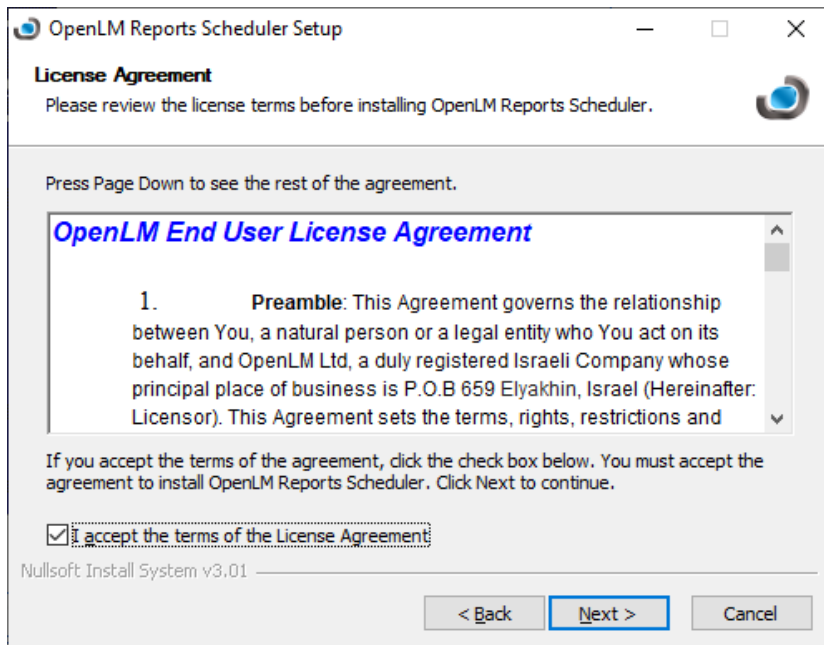 OpenLM Reports Scheduler Setup
License Agreement
Please review the license terms before installing OpenLM Reports Scheduler.
Press Page Down to see the rest of the agreement.
OpenLM End User License Agreement
1. Preamble: This Agreement governs the relationship
between You, a natural person or a legal entity who You act on its
behalf, and OpenLM Ltd, a duly registered Israeli Company whose
principal place of business is P.O.B 659 Elyakhin, Israel (Hereinafter:
Licensor). This Agreement sets the terms, rights, restrictions and
If you accept the terms of the agreement, click the check box below. You must accept the
agreement to install OpenLM Reports Scheduler. Click Next to continue.
I accept the terms of the License Agreement
Nullsoft Install System v3.01
< Back Next > Cancel